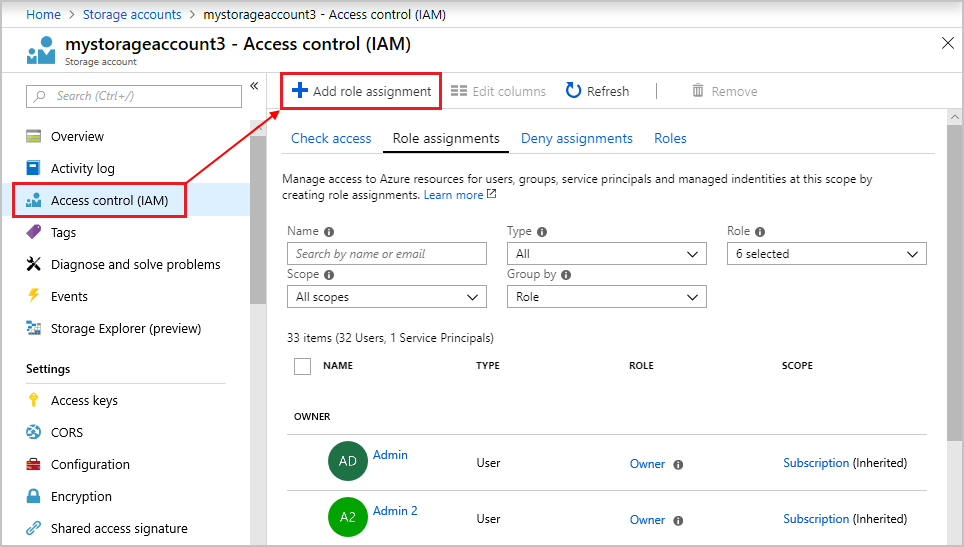 Home > Storage accounts > mystorageaccount3 - Access control (IAM)
mystorageaccount3 - Access control (IAM)
Storage account
Search (Ctrl+/)
Overview
Activity log
Access control (IAM)
Tags
Diagnose and solve problems
Events
Storage Explorer (preview)
Settings
Access keys
CORS
Configuration
Encryption
Shared access signature
Add role assignment Edit columns Refresh Remove
Check access Role assignments Deny assignments Roles
Manage access to Azure resources for users, groups, service principals and managed indentities at this scope by
creating role assignments. Learn more
Name Type Role
Search by name or email All 6 selected
Scope Group by
All scopes Role
33 items (32 Users, 1 Service Principals)
NAME TYPE ROLE SCOPE
OWNER
AD Admin User Owner Subscription (Inherited)
A2 Admin 2 User Owner Subscription (Inherited)